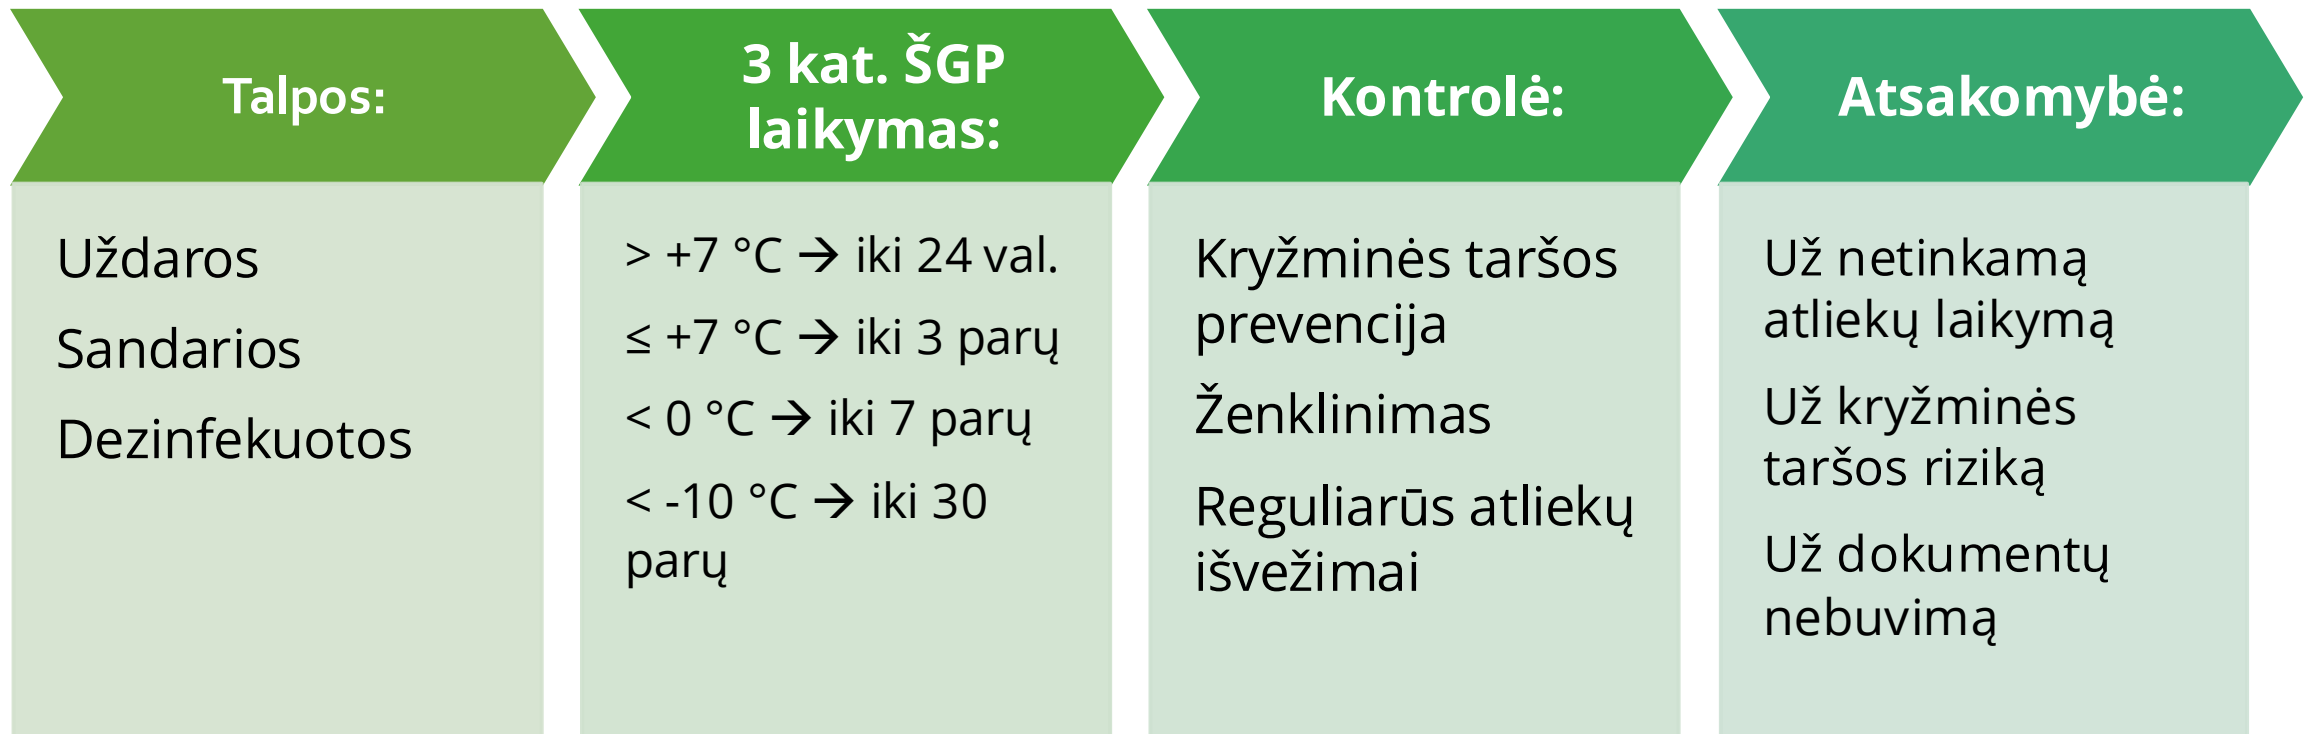 Talpos:
Uždaros
Sandarios
Dezinfekuotos
3 kat. ŠGP
laikymas:
> +7 °C → iki 24 val.
≤ +7 °C → iki 3 parų
< 0 °C → iki 7 parų
< -10 °C → iki 30
parų
Kontrolė:
Kryžminės taršos
prevencija
Ženklinimas
Reguliarūs atliekų
išvežimai
Atsakomybė:
Už netinkamą
atliekų laikymą
Už kryžminės
taršos riziką
Už dokumentų
nebuvimą